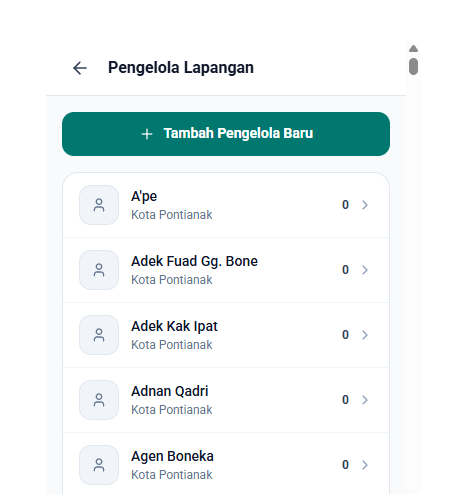 Pengelola Lapangan
+ Tambah Pengelola Baru
A'pe
Kota Pontianak
0
Adek Fuad Gg. Bone
Kota Pontianak
0
Adek Kak Ipat
Kota Pontianak
0
Adnan Qadri
Kota Pontianak
0
Agen Boneka
Kota Pontianak
0